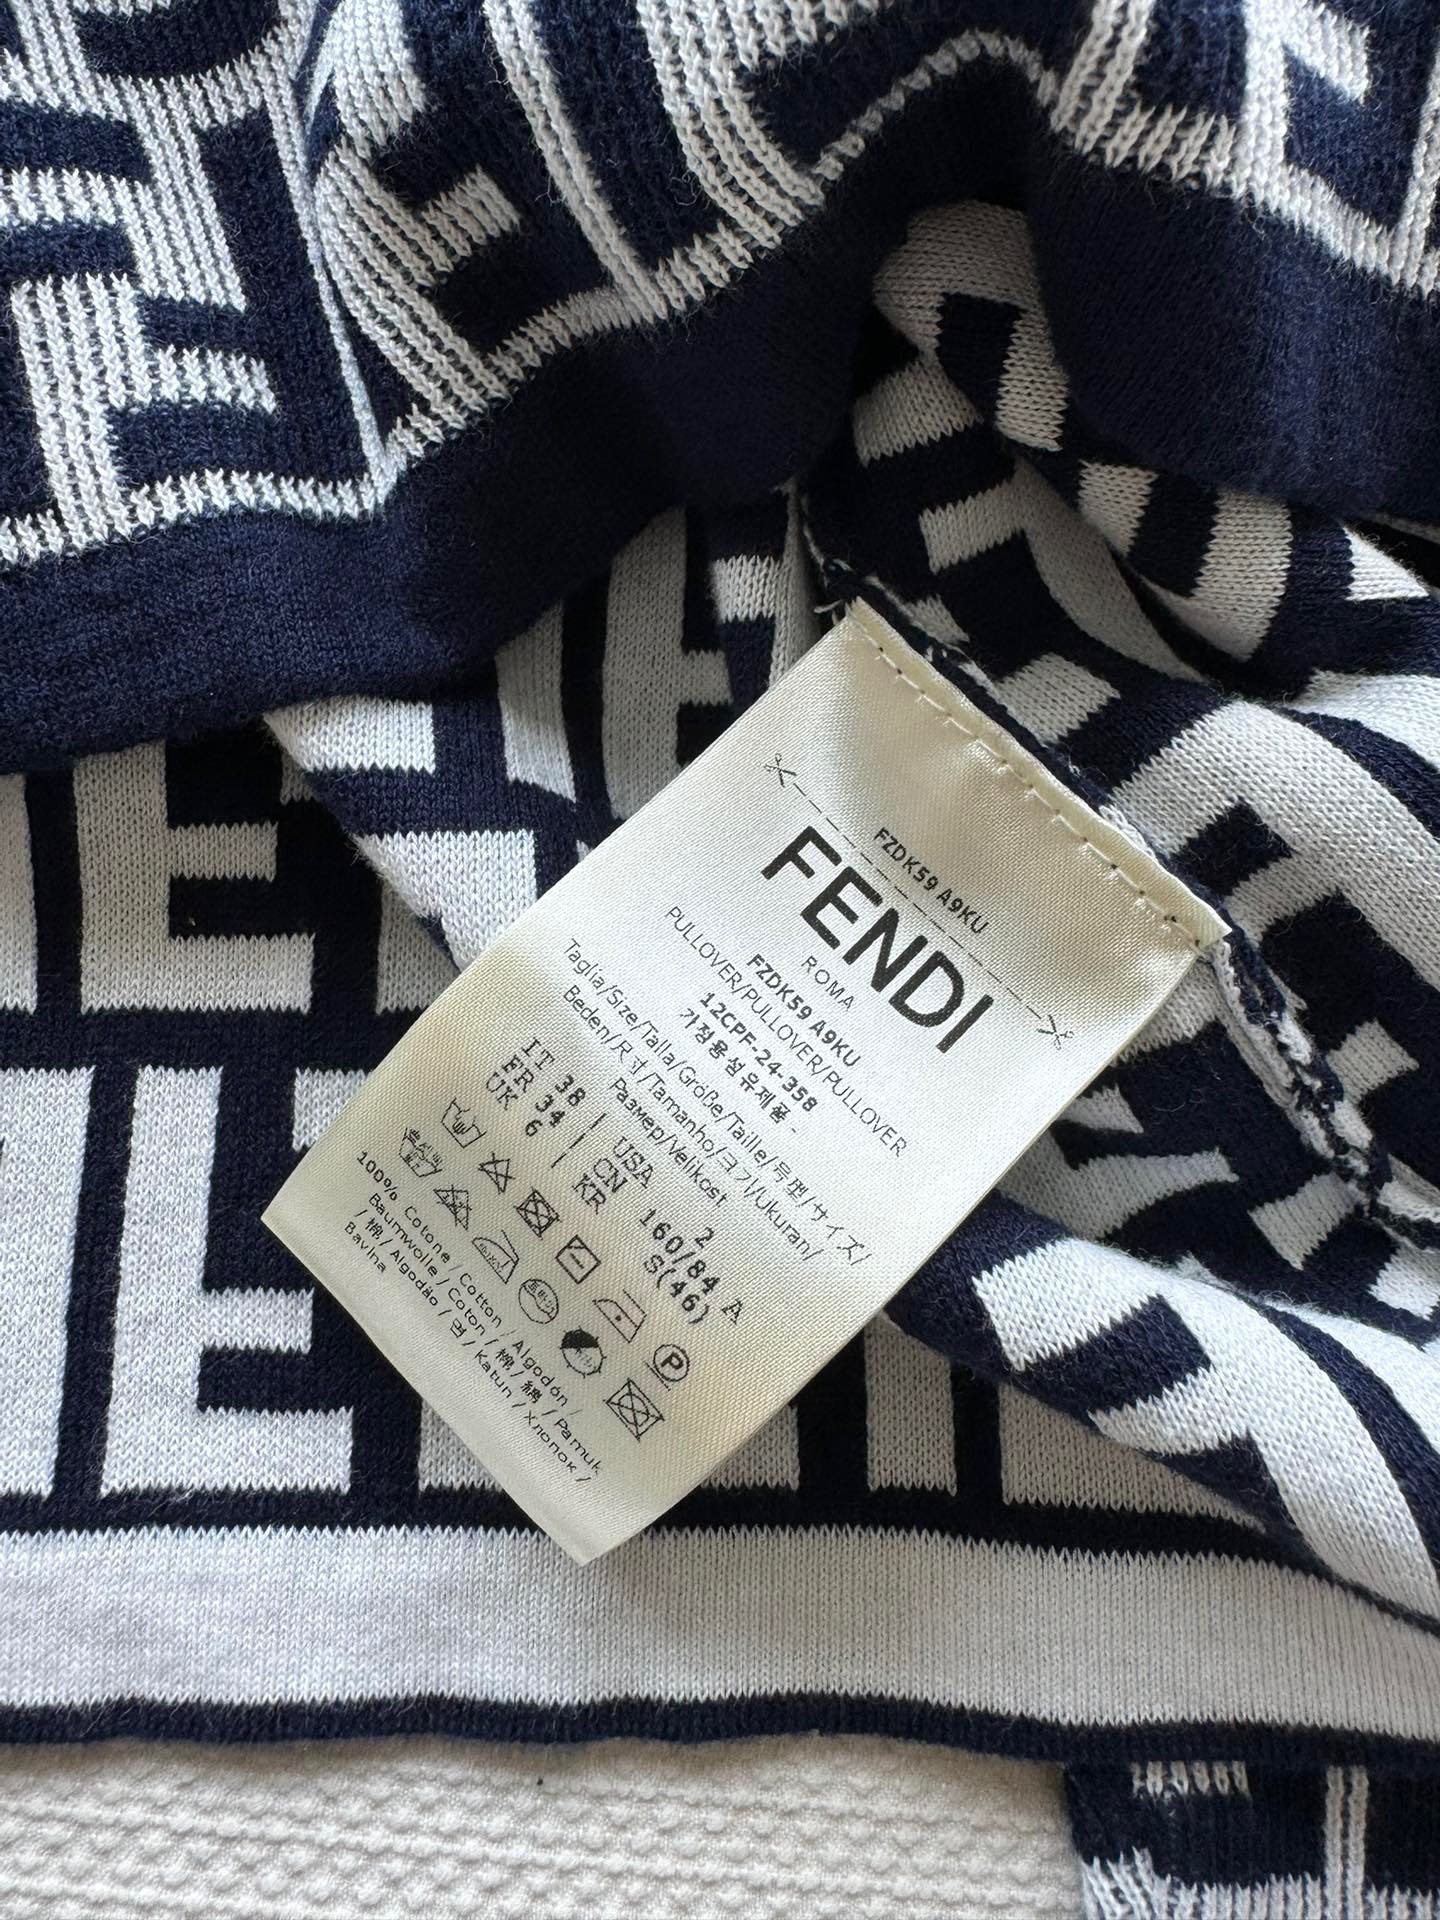 FZDK59 A9KU
FENDI
ROMA
PULLOVER/PULLOVER/PULLOVER
FZDK59 A9KU
12CPF-24-358
가정용 섬유제품 -
Taglia/Size/Talla/Größe/Taille/号型/サイズ/
Beden/尺寸/Tamanho/크기/Ukuran/
Размер/Velikost
IT 38 USA 2
FR 34 CN 160/84 A
UK 6 KR S(46)
P
100% Cotone / Cotton / Algodón /
Baumwolle / Coton / 棉 / 綿 / Pamuk
/ 棉 / Algodão / 면 / Katun / Хлопок /
Bavlna